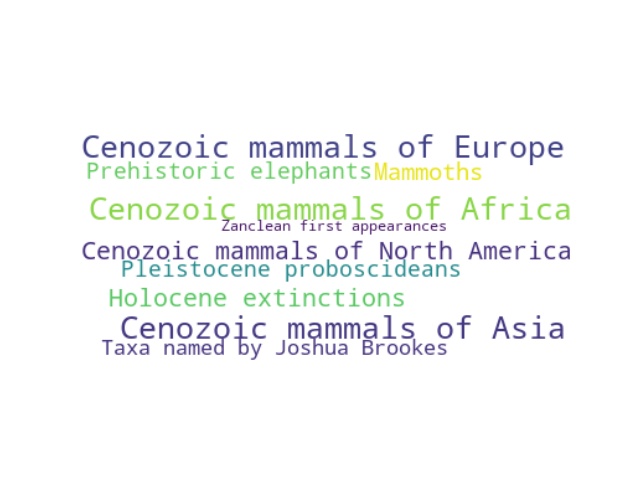 Cenozoic mammals of Europe
Prehistoric elephants Mammoths
Cenozoic mammals of Africa
Zanclean first appearances
Cenozoic mammals of North America
Pleistocene proboscideans
Holocene extinctions
Cenozoic mammals of Asia
Taxa named by Joshua Brookes